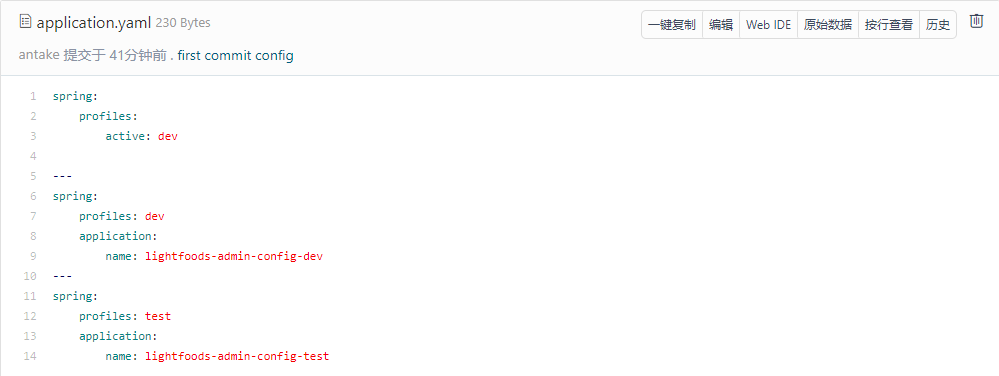 application.yaml 230 Bytes 一键复制 编辑 Web IDE 原始数据 按行查看 历史
antake 提交于 41分钟前 . first commit config
1 spring:
2     profiles:
3         active: dev
4
5 ---
6 spring:
7     profiles: dev
8     application:
9         name: lightfoods-admin-config-dev
10 ---
11 spring:
12     profiles: test
13     application:
14         name: lightfoods-admin-config-test